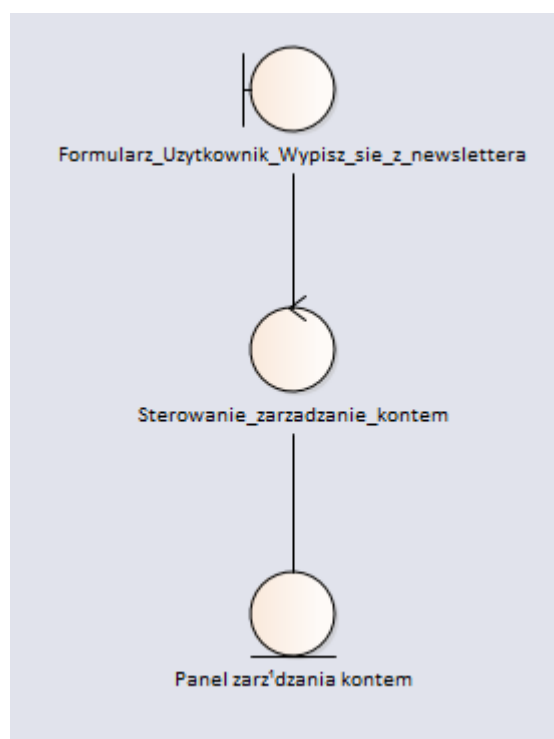 Formularz_Uzytkownik_Wypisz_sie_z_newslettera
Sterowanie_zarzadzanie_kontem
Panel zarz¹dzania kontem